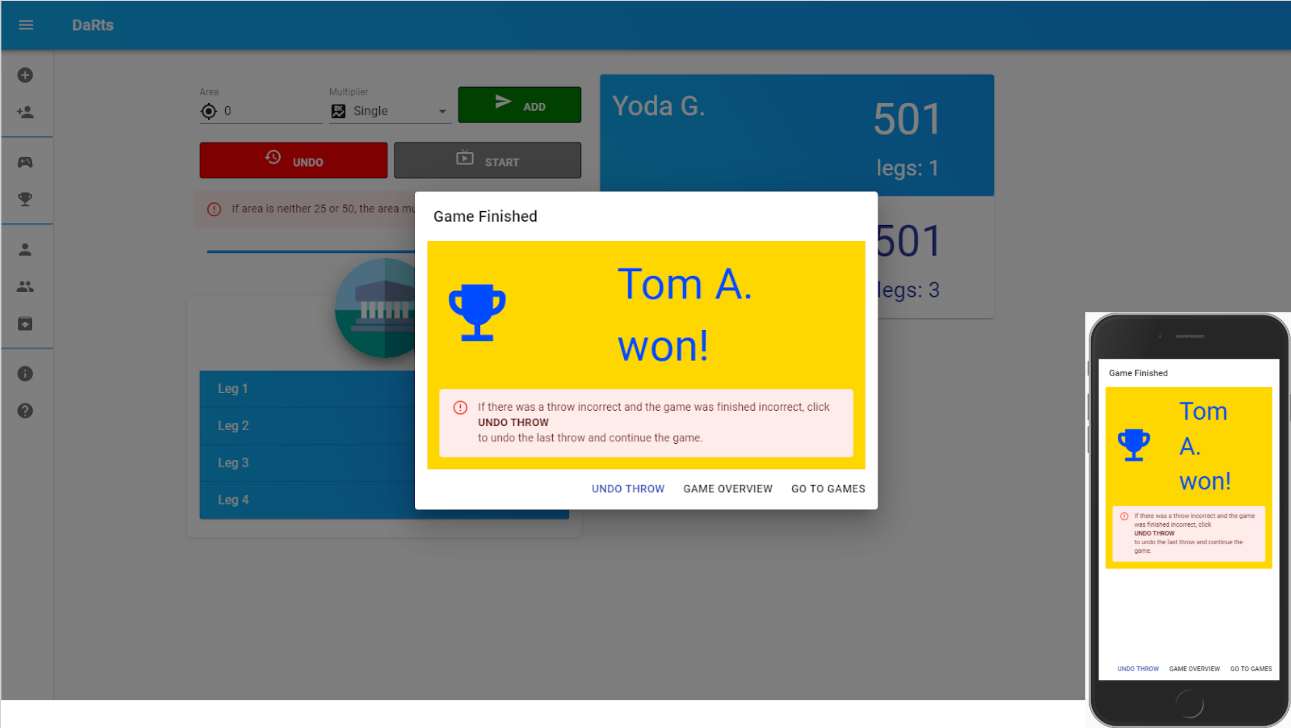 DaRts
Area
0
Multiplier
Single
ADD
UNDO
START
If area is neither 25 or 50, the area
Yoda G.
501
legs: 1
501
legs: 3
Leg 1
Leg 2
Leg 3
Leg 4
Game Finished
Tom A.
won!
If there was a throw incorrect and the game was finished incorrect, click
UNDO THROW
to undo the last throw and continue the game.
UNDO THROW GAME OVERVIEW GO TO GAMES
Game Finished
Tom
A.
won!
If there was a throw incorrect and the game
was finished incorrect, click
UNDO THROW
to undo the last throw and continue the
game.
UNDO THROW GAME OVERVIEW GO TO GAMES